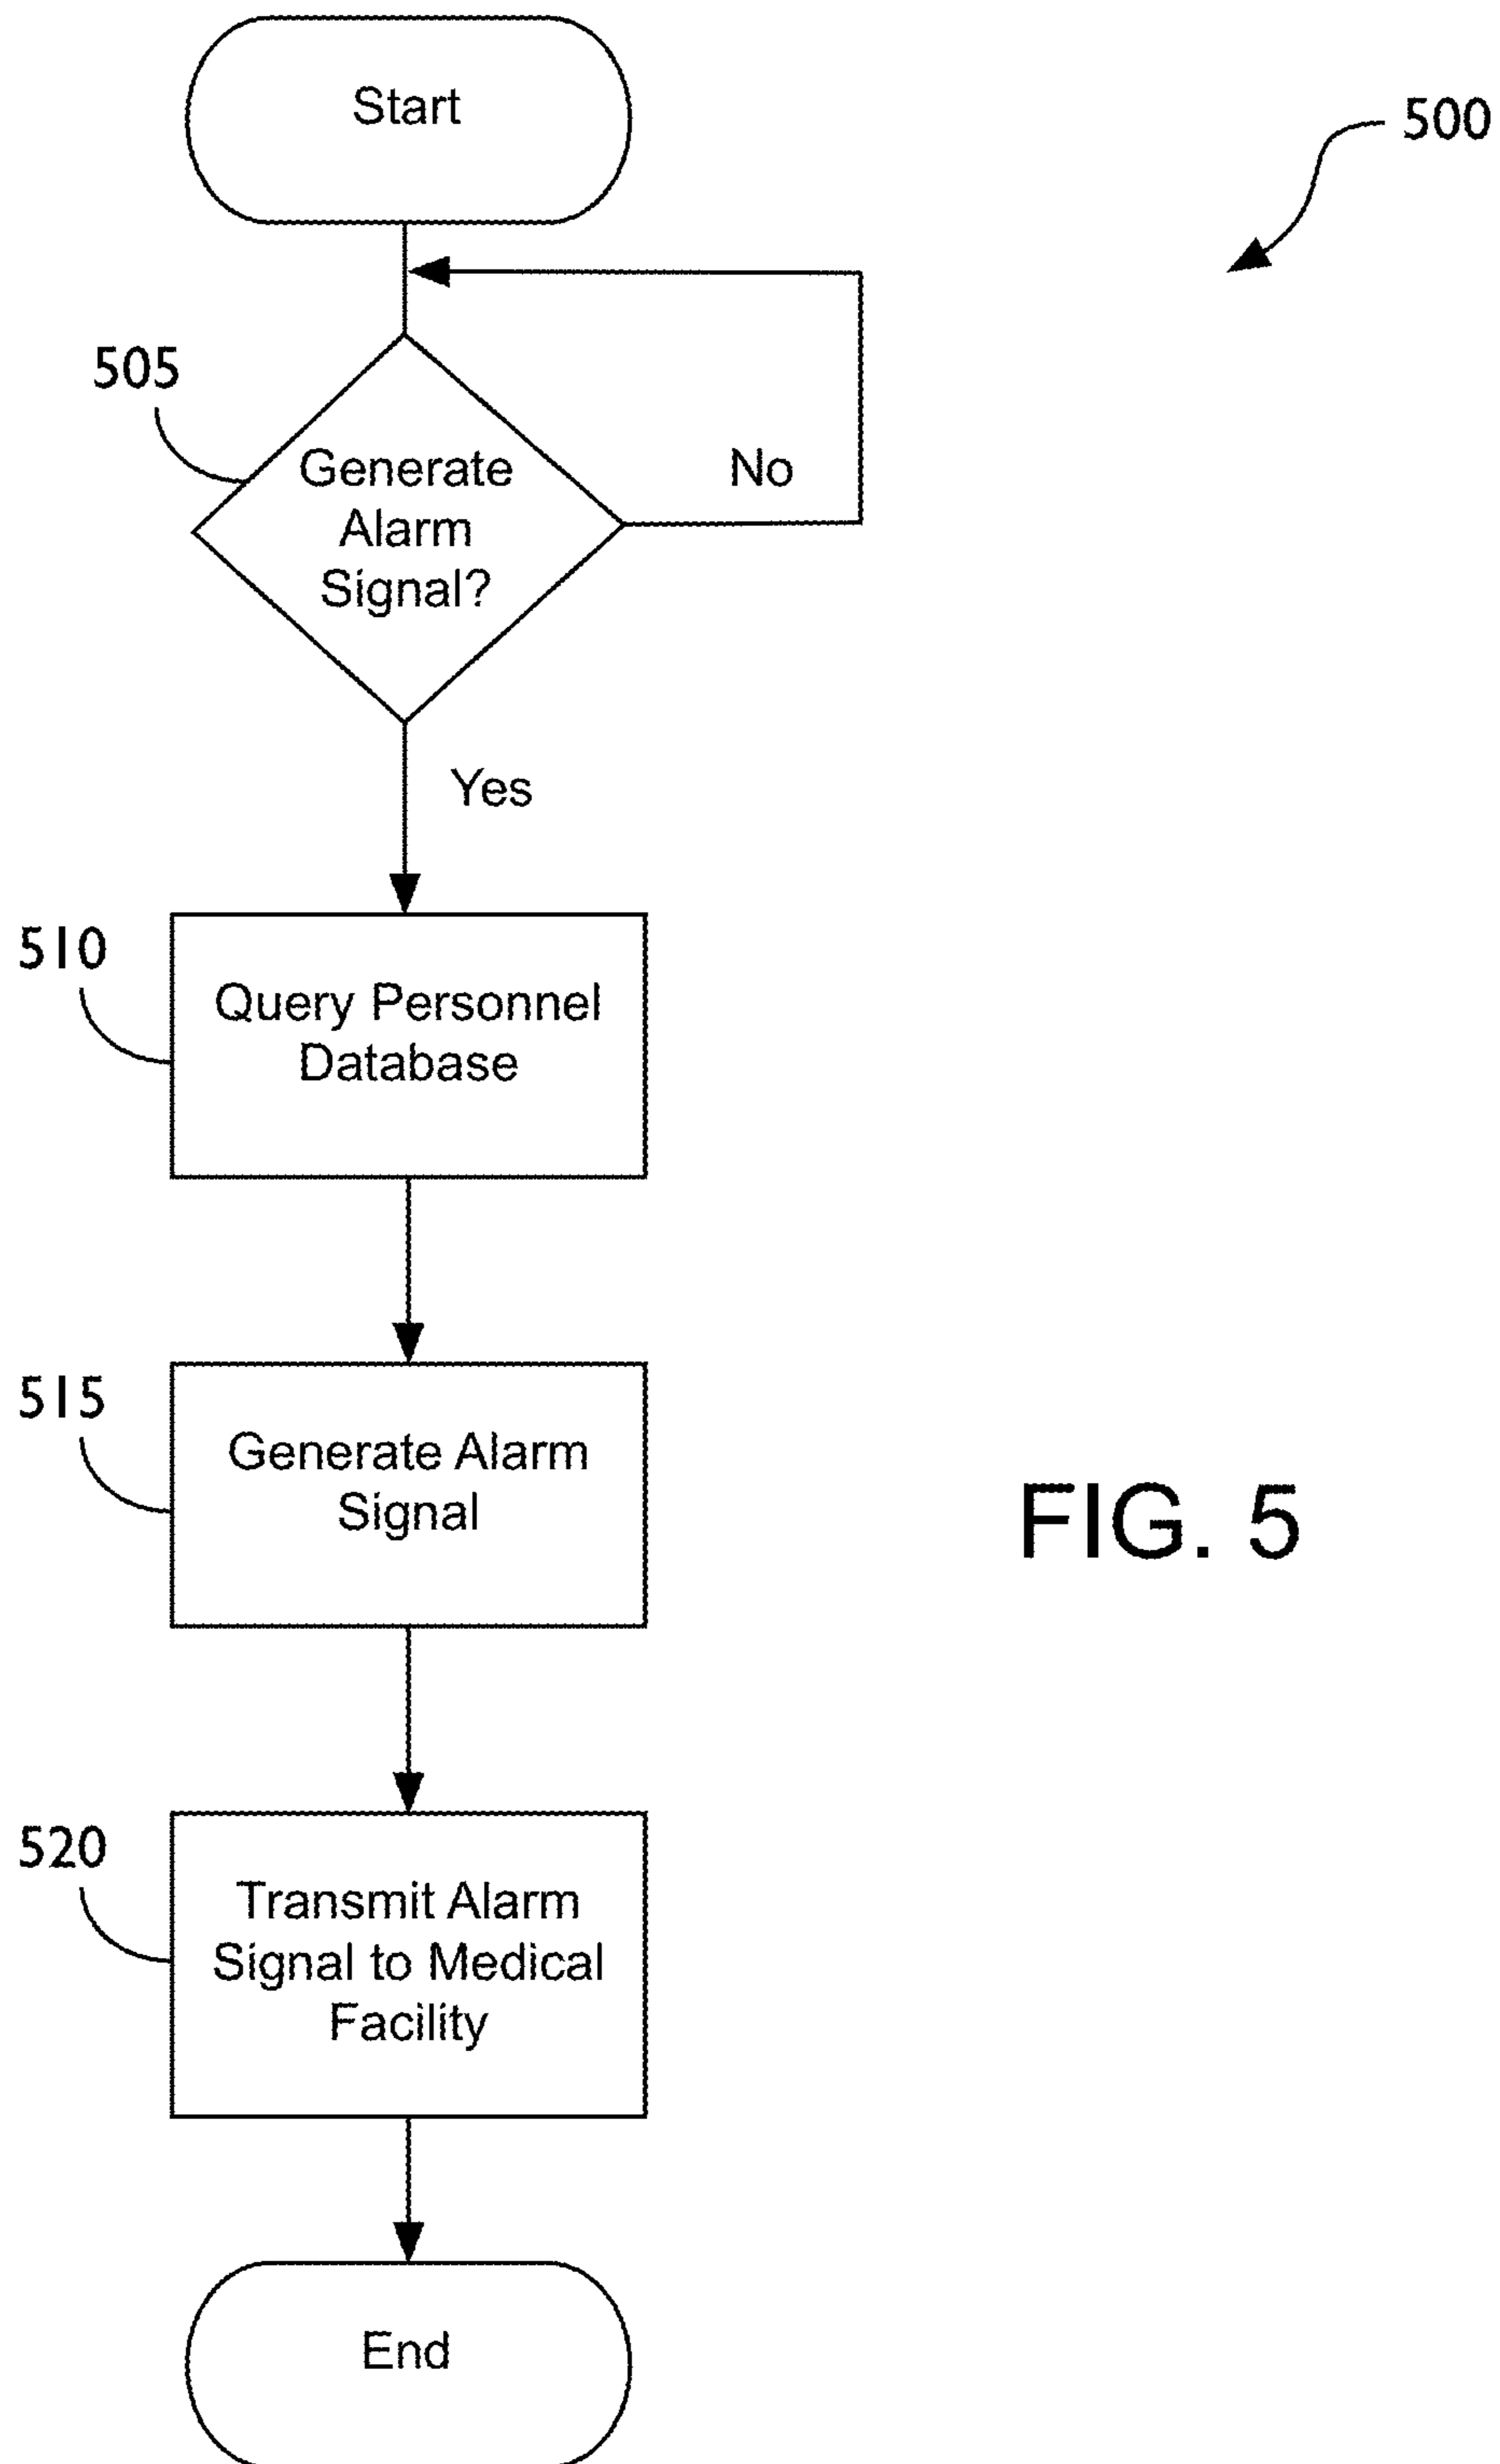 Start
500
505
Generate
Alarm
Signal?
No
Yes
510
Query Personnel
Database
515
Generate Alarm
Signal
FIG. 5
520
Transmit Alarm
Signal to Medical
Facility
End